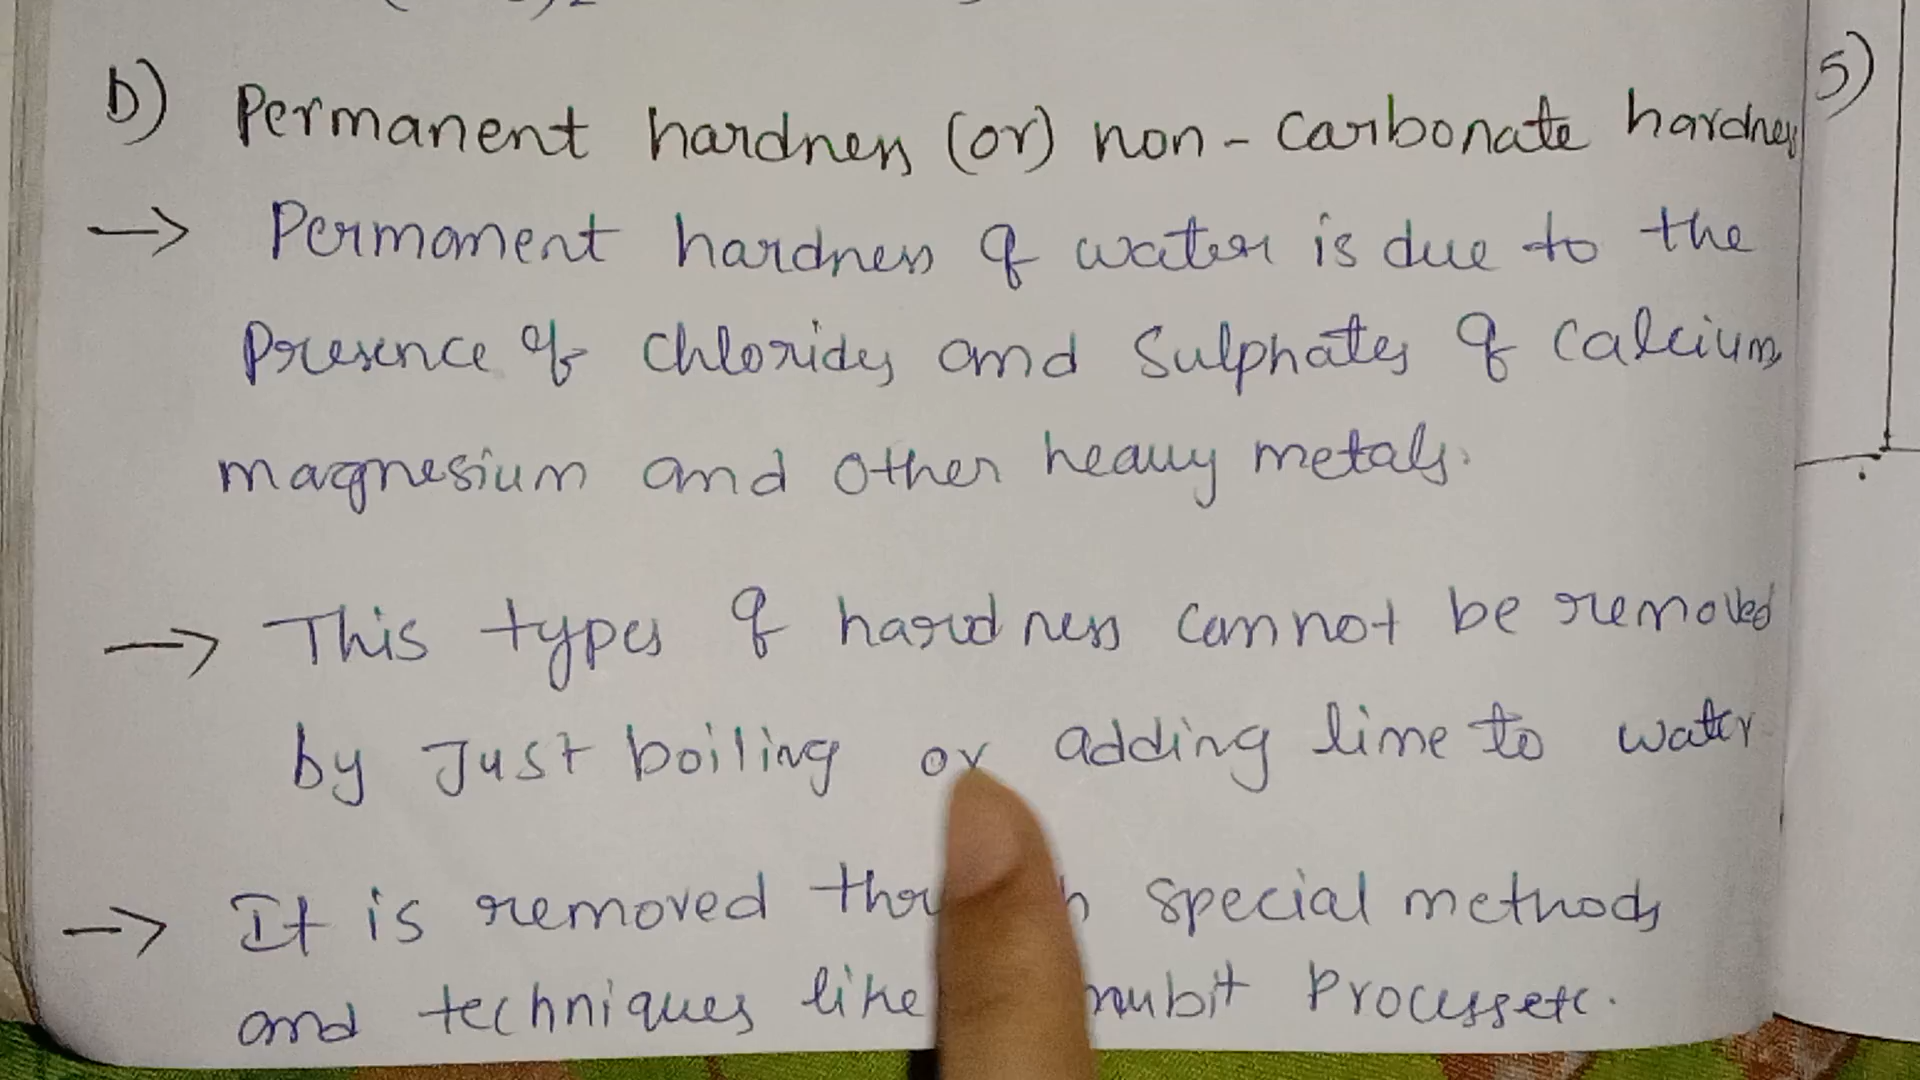 b) Permanent hardness (or) non-carbonate hardness
5)
→ Permanent hardness of water is due to the
Presence of Chlorides and Sulphates of Calcium,
magnesium and other heavy metals.
→ This types of hardness cannot be removed
by Just boiling or adding lime to water
→ It is removed special methods
and techniques like Process etc.